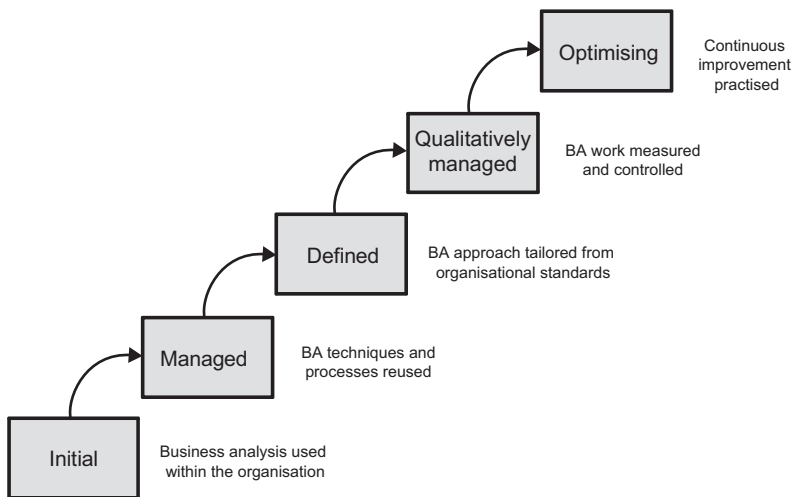 Optimising
Continuous
improvement
practised
Qualitatively
managed
BA work measured
and controlled
Defined
BA approach tailored from
organisational standards
Managed
BA techniques and
processes reused
Initial
Business analysis used
within the organisation